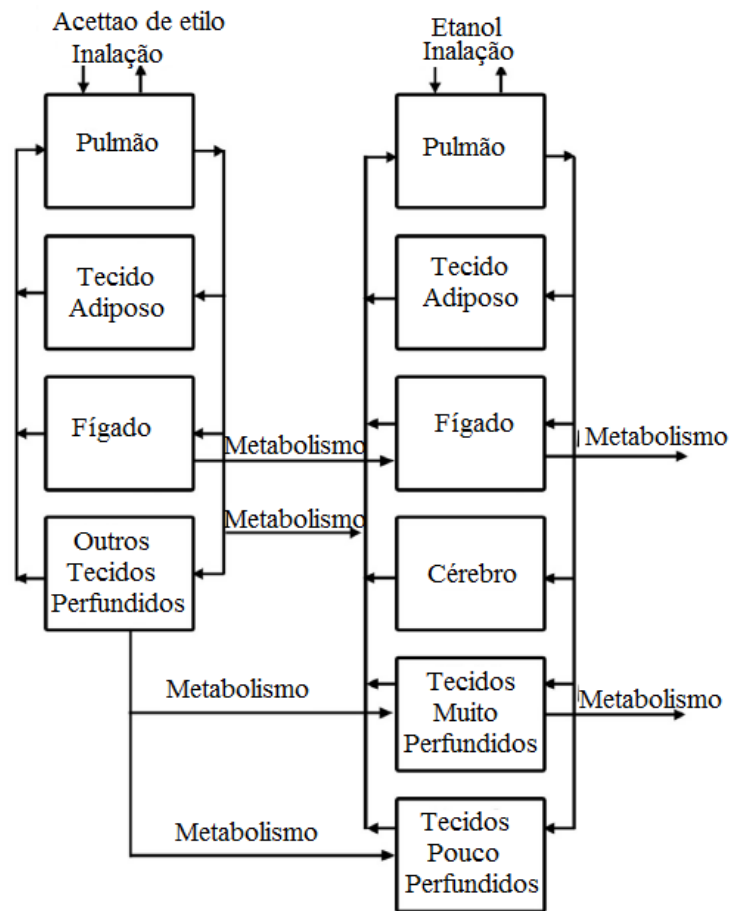 Acettao de etilo
Inalação
Pulmão
Tecido
Adiposo
Fígado
Metabolismo
Metabolismo
Outros
Tecidos
Perfundidos
Metabolismo
Metabolismo
Etanol
Inalação
Pulmão
Tecido
Adiposo
Fígado
Metabolismo
Cérebro
Tecidos
Muito
Perfundidos
Metabolismo
Tecidos
Pouco
Perfundidos